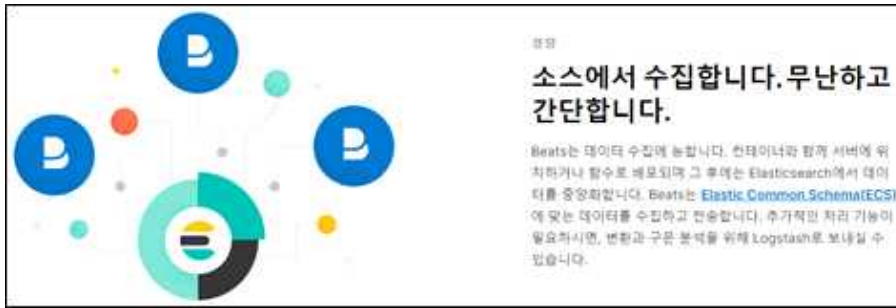 소스에서 수집합니다. 무난하고
간단합니다.
Beats는 데이터 수집에 능합니다. 컨테이너와 함께 서버에 위
치하거나 함수로 배포되며 그 후에는 Elasticsearch에서 데이
터를 중앙화합니다. Beats는 Elastic Common Schema(ECS)
에 맞는 데이터를 수집하고 전송합니다. 추가적인 처리 기능이
필요하시면, 변환과 구문 분석을 위해 Logstash로 보내실 수
있습니다.